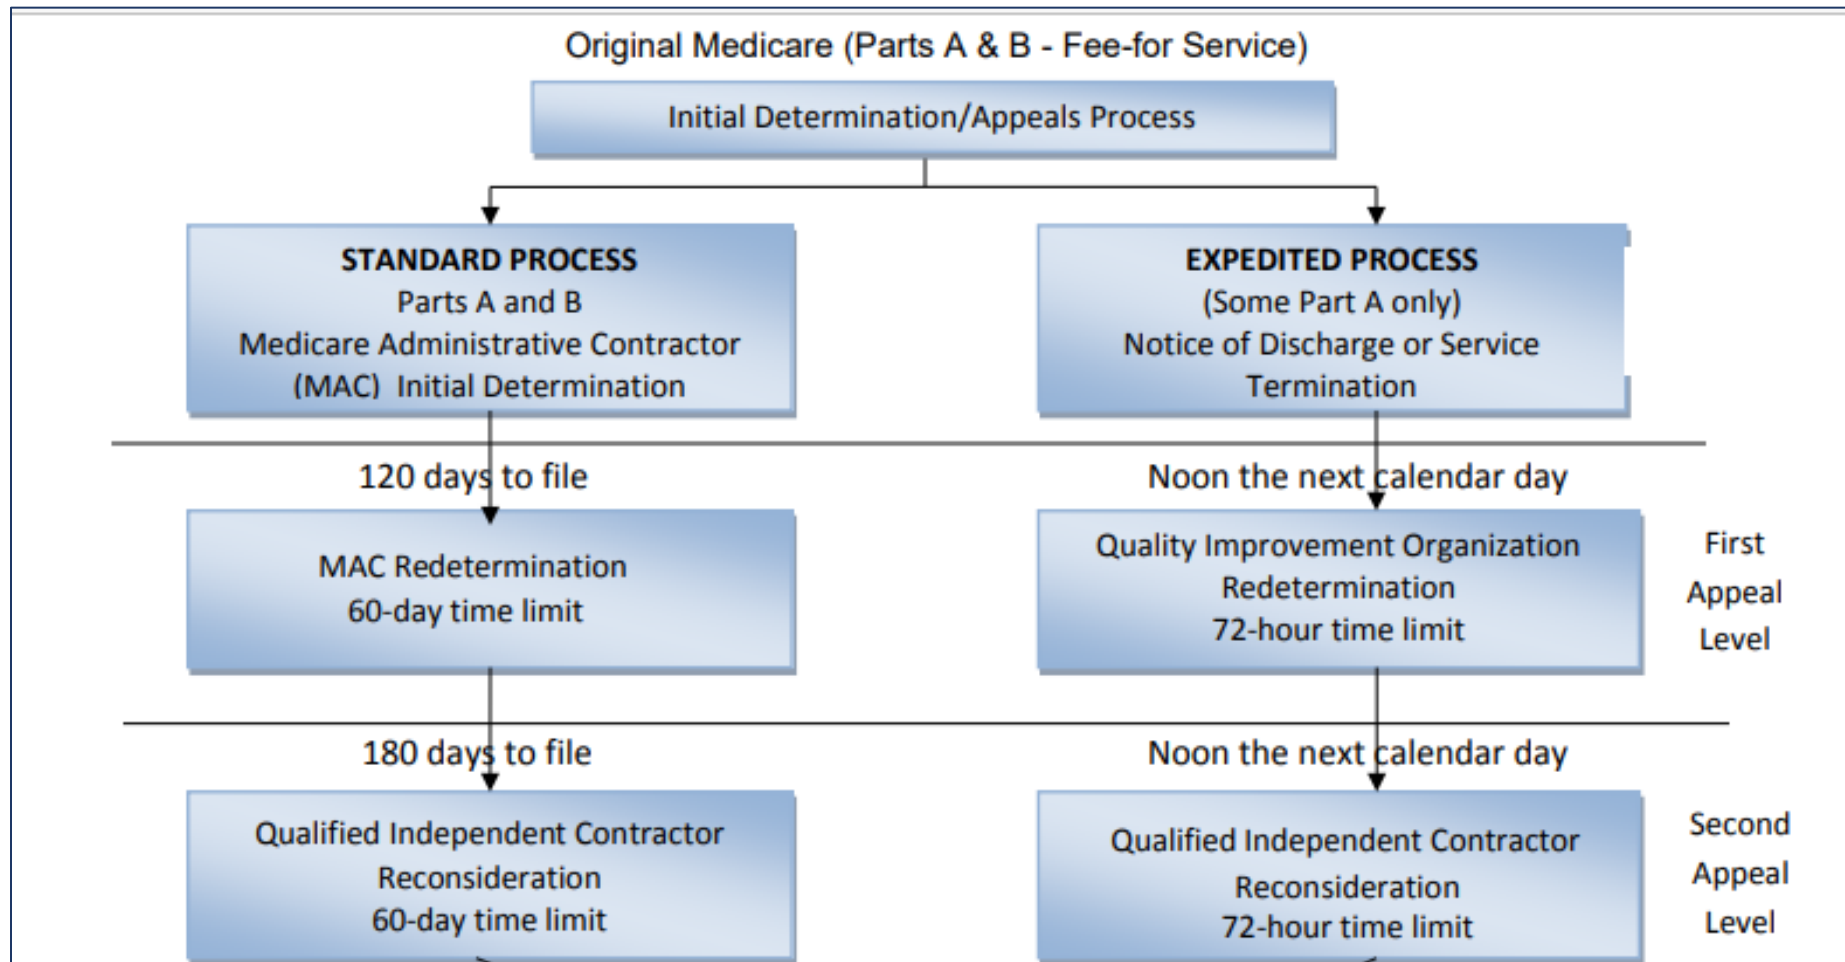 Original Medicare (Parts A & B - Fee-for Service)
Initial Determination/Appeals Process
STANDARD PROCESS
Parts A and B
Medicare Administrative Contractor
(MAC) Initial Determination
EXPEDITED PROCESS
(Some Part A only)
Notice of Discharge or Service
Termination
120 days to file
Noon the next calendar day
MAC Redetermination
60-day time limit
Quality Improvement Organization
Redetermination
72-hour time limit
First
Appeal
Level
180 days to file
Noon the next calendar day
Qualified Independent Contractor
Reconsideration
60-day time limit
Qualified Independent Contractor
Reconsideration
72-hour time limit
Second
Appeal
Level